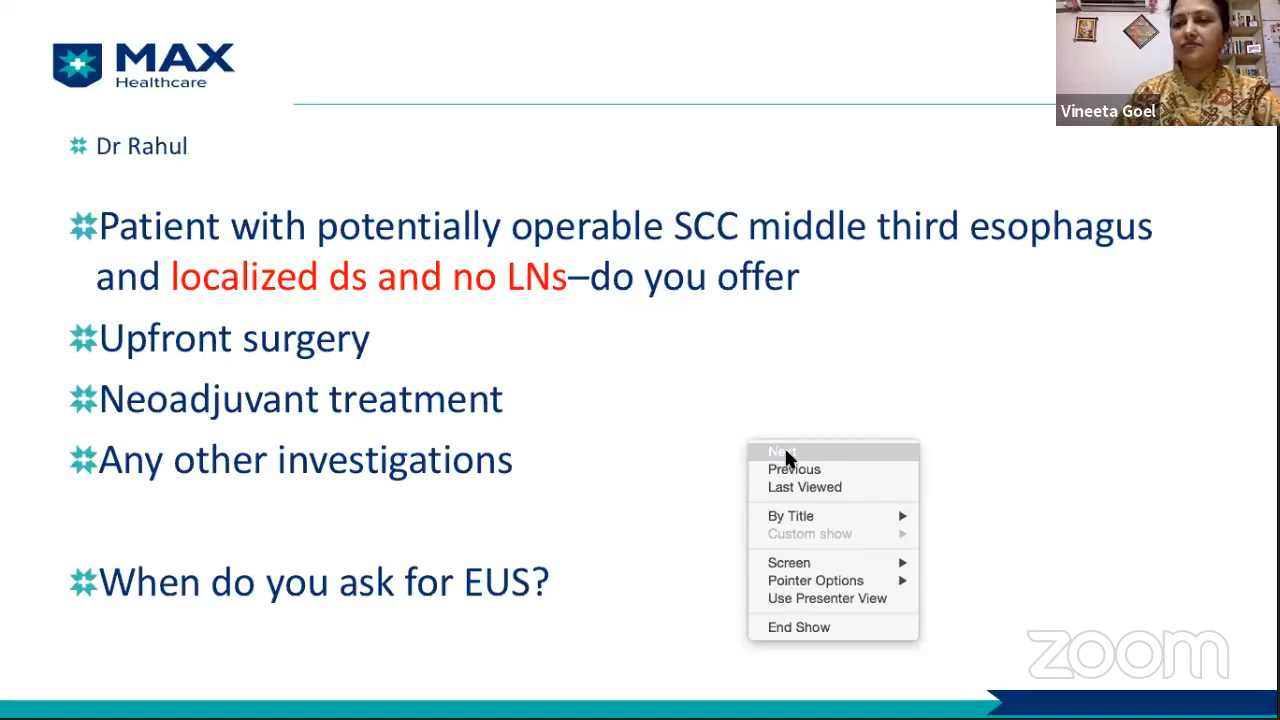 MAX
Healthcare
Vineeta Goel
Dr Rahul
Patient with potentially operable SCC middle third esophagus
and localized ds and no LNs–do you offer
Upfront surgery
Neoadjuvant treatment
Any other investigations
When do you ask for EUS?
Next
Previous
Last Viewed
By Title
Custom show
Screen
Pointer Options
Use Presenter View
End Show
zoom